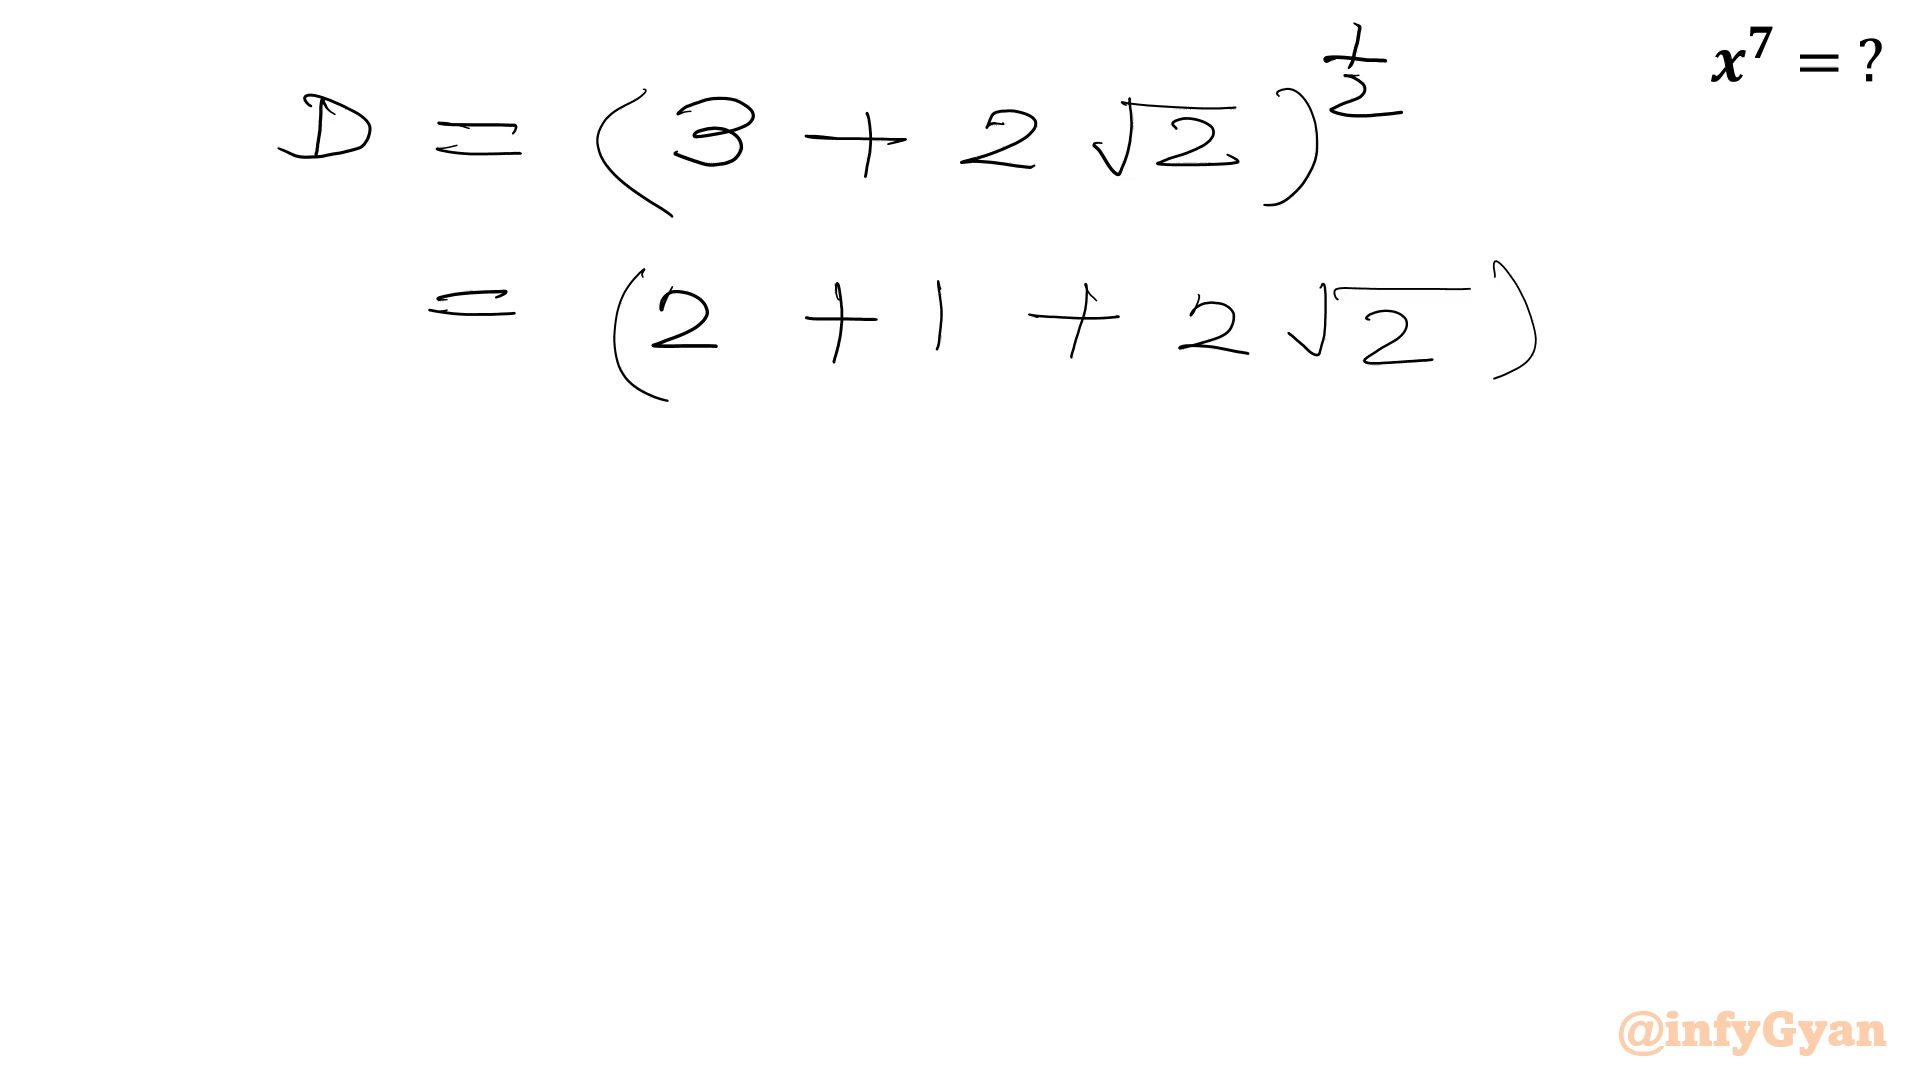 x⁷ = ?
D = (3 + 2√2)^(1/2)
= (2 + 1 + 2√2)
@infyGyan